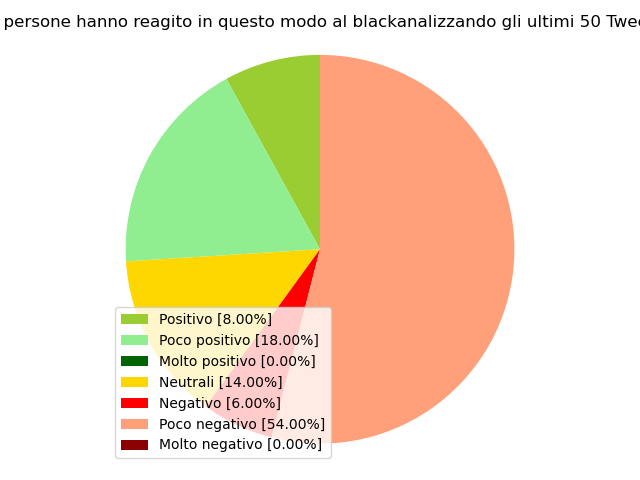 persone hanno reagito in questo modo al blackanalizzando gli ultimi 50
Positivo [8.00%]
Poco positivo [18.00%]
Molto positivo [0.00%]
Neutrali [14.00%]
Negativo [6.00%]
Poco negativo [54.00%]
Molto negativo [0.00%]